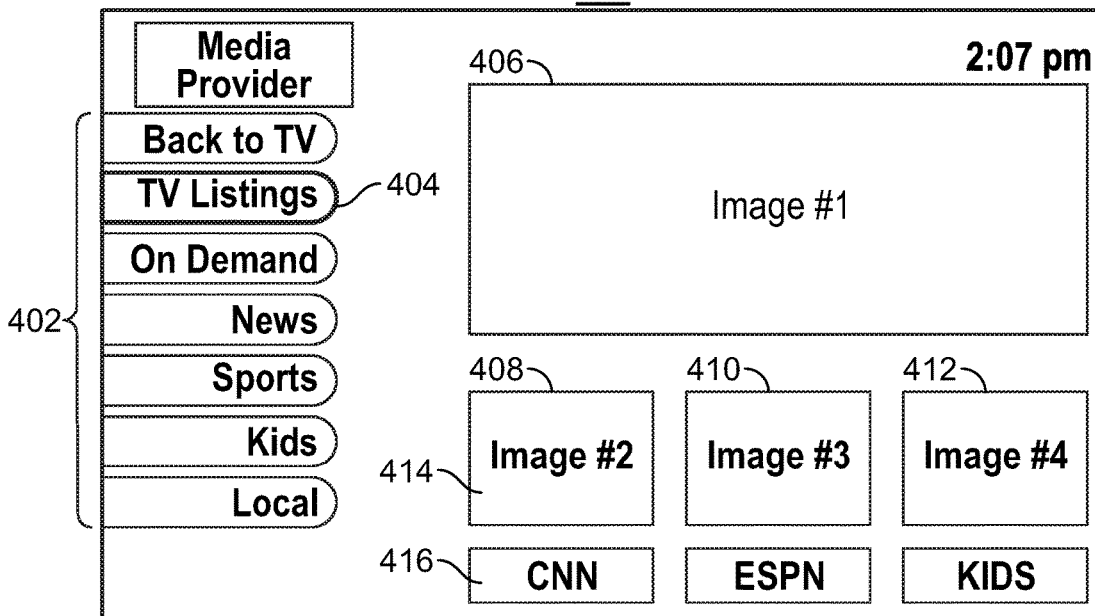 Media
Provider
2:07 pm
406
Back to TV
TV Listings
404
Image #1
On Demand
402
News
Sports
408
410
412
Kids
Image #2
Image #3
Image #4
414
Local
416
CNN
ESPN
KIDS